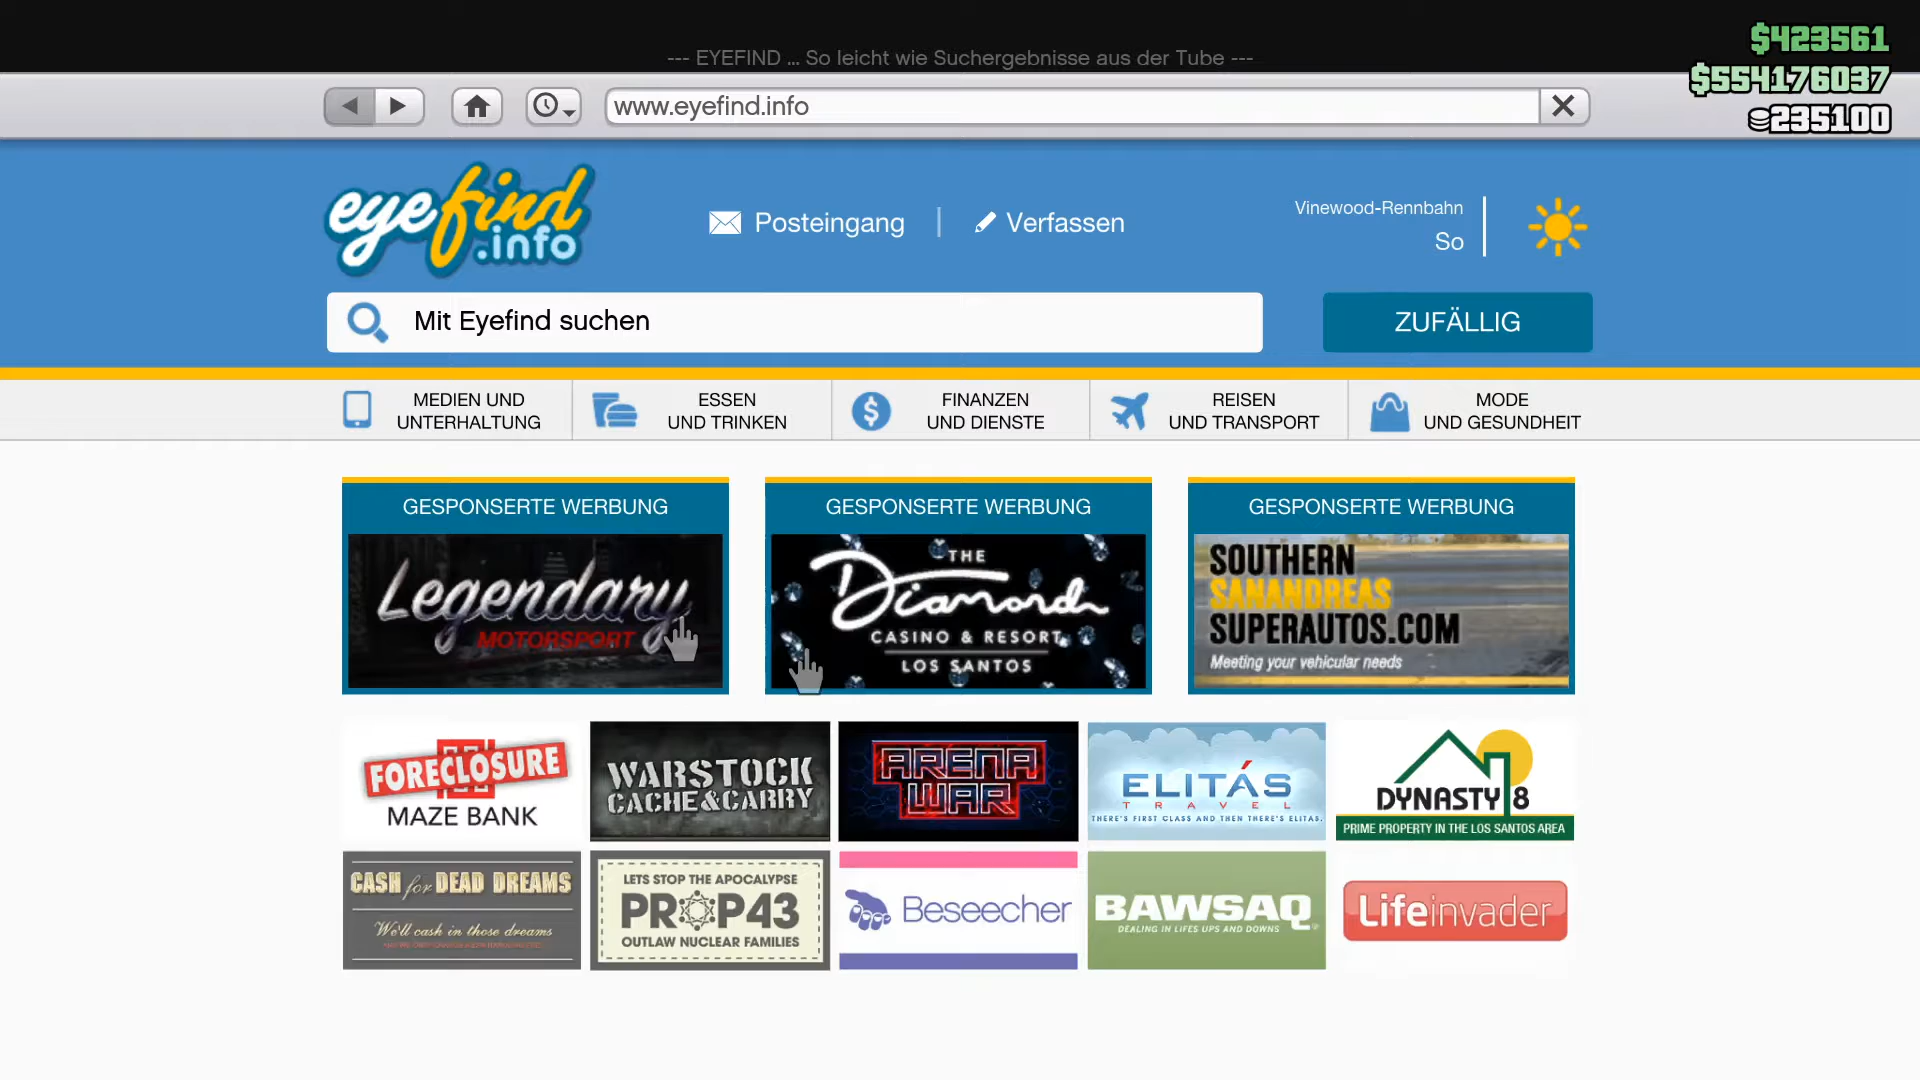 --- EYEFIND ... So leicht wie Suchergebnisse aus der Tube ---
$423561
$554176037
235100
www.eyefind.info
eyefind
.info
Posteingang
Verfassen
Vinewood-Rennbahn
So
Mit Eyefind suchen
ZUFÄLLIG
MEDIEN UND
UNTERHALTUNG
ESSEN
UND TRINKEN
FINANZEN
UND DIENSTE
REISEN
UND TRANSPORT
MODE
UND GESUNDHEIT
GESPONSERTE WERBUNG
Legendary
MOTORSPORT
GESPONSERTE WERBUNG
THE
Diamond
CASINO & RESORT
LOS SANTOS
GESPONSERTE WERBUNG
SOUTHERN
SANANDREAS
SUPERAUTOS.COM
Meeting your vehicular needs
FORECLOSURE
MAZE BANK
WARSTOCK
CACHE&CARRY
ARENA
WAR
ELITÁS
TRAVEL
THERE'S FIRST CLASS AND THEN THERE'S ELITAS.
DYNASTY 8
PRIME PROPERTY IN THE LOS SANTOS AREA
CASH for DEAD DREAMS
We'll cash in those dreams
LETS STOP THE APOCALYPSE
PROP43
OUTLAW NUCLEAR FAMILIES
Beseecher
BAWSAQ
DEALING IN LIFES UPS AND DOWNS
Lifeinvader